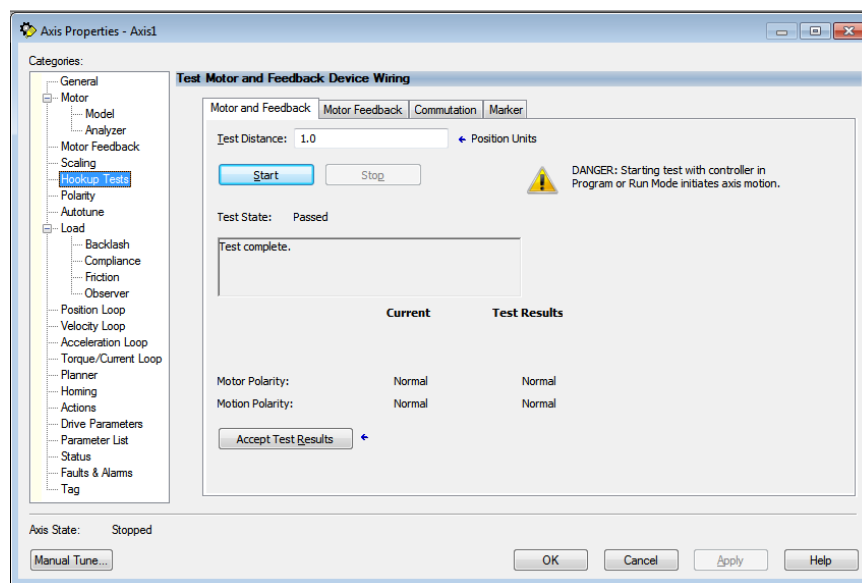 Axis Properties - Axis1
Categories:
General
Motor
Model
Analyzer
Motor Feedback
Scaling
Hookup Tests
Polarity
Autotune
Load
Backlash
Compliance
Friction
Observer
Position Loop
Velocity Loop
Acceleration Loop
Torque/Current Loop
Planner
Homing
Actions
Drive Parameters
Parameter List
Status
Faults & Alarms
Tag
Test Motor and Feedback Device Wiring
Motor and Feedback Motor Feedback Commutation Marker
Test Distance: 1.0 Position Units
Start Stop
DANGER: Starting test with controller in
Program or Run Mode initiates axis motion.
Test State: Passed
Test complete.
Current Test Results
Motor Polarity: Normal Normal
Motion Polarity: Normal Normal
Accept Test Results
Axis State: Stopped
Manual Tune... OK Cancel Apply Help